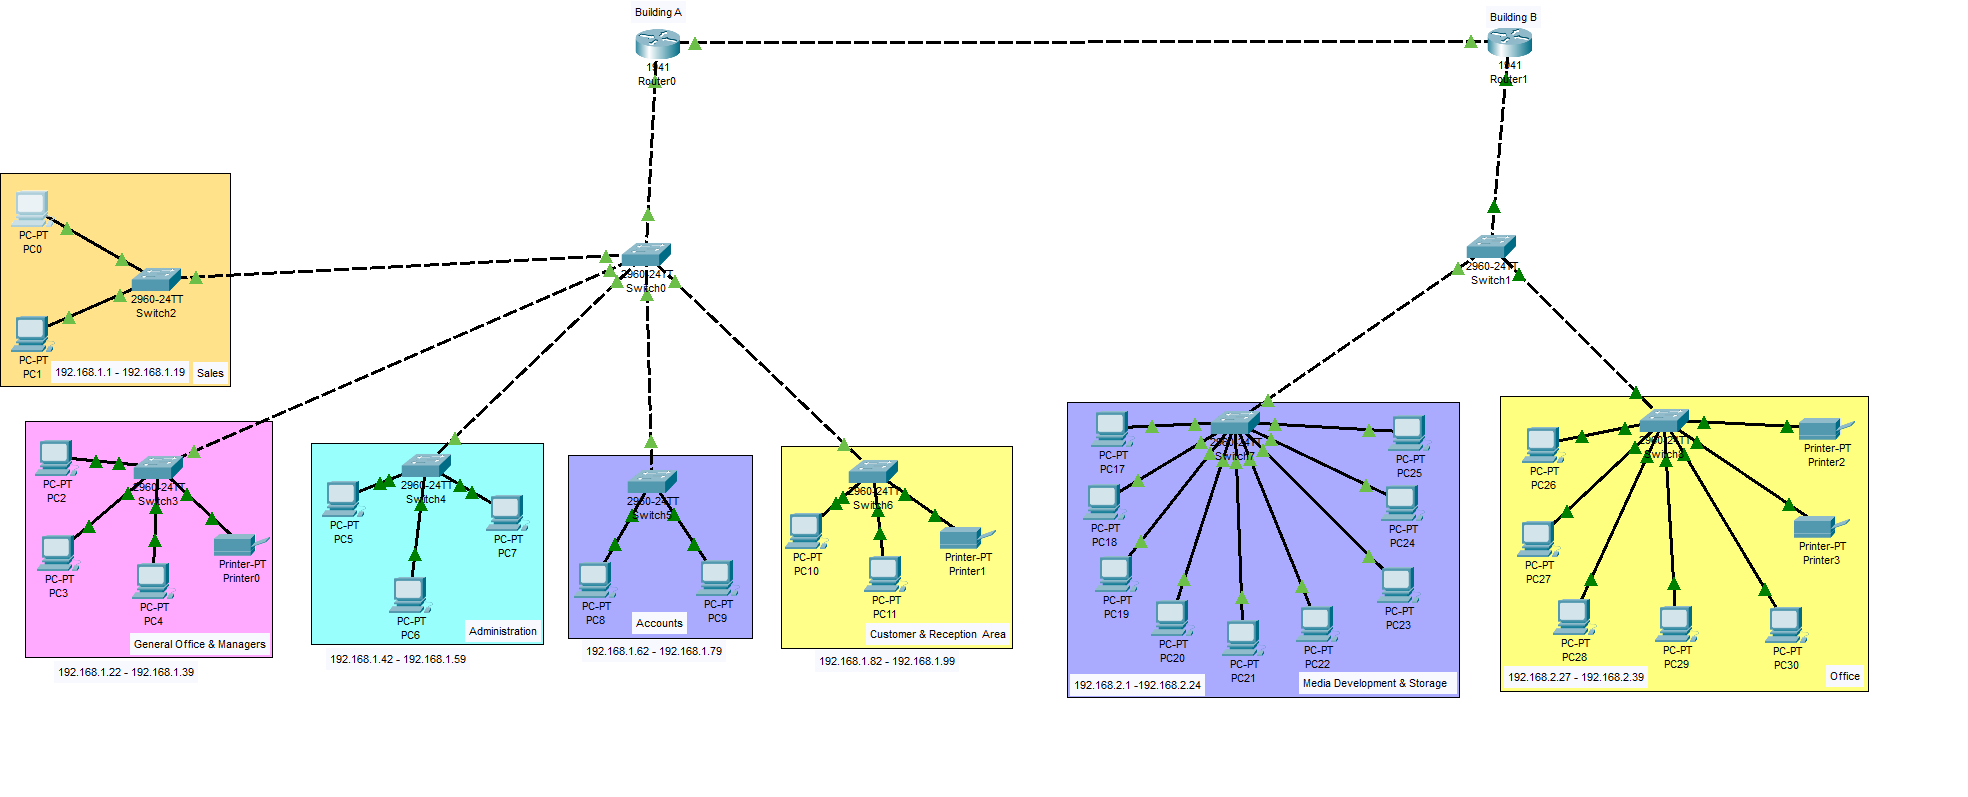 Building A
1941
Router0
Building B
1941
Router1
PC-PT
PC0
2960-24TT
Switch2
PC-PT
PC1
192.168.1.1 - 192.168.1.19
Sales
2960-24TT
Switch0
2960-24TT
Switch1
PC-PT
PC2
2960-24TT
Switch3
PC-PT
PC3
PC-PT
PC4
Printer-PT
Printer0
General Office & Managers
192.168.1.22 - 192.168.1.39
2960-24TT
Switch4
PC-PT
PC5
PC-PT
PC6
PC-PT
PC7
Administration
192.168.1.42 - 192.168.1.59
2960-24TT
Switch5
PC-PT
PC8
PC-PT
PC9
Accounts
192.168.1.62 - 192.168.1.79
2960-24TT
Switch6
PC-PT
PC10
PC-PT
PC11
Printer-PT
Printer1
Customer & Reception Area
192.168.1.82 - 192.168.1.99
2960-24TT
Switch7
PC-PT
PC17
PC-PT
PC18
PC-PT
PC19
PC-PT
PC20
PC-PT
PC21
PC-PT
PC22
PC-PT
PC23
PC-PT
PC24
PC-PT
PC25
192.168.2.1 -192.168.2.24
Media Development & Storage
2960-24TT
Switch8
PC-PT
PC26
PC-PT
PC27
PC-PT
PC28
PC-PT
PC29
PC-PT
PC30
Printer-PT
Printer2
Printer-PT
Printer3
192.168.2.27 - 192.168.2.39
Office